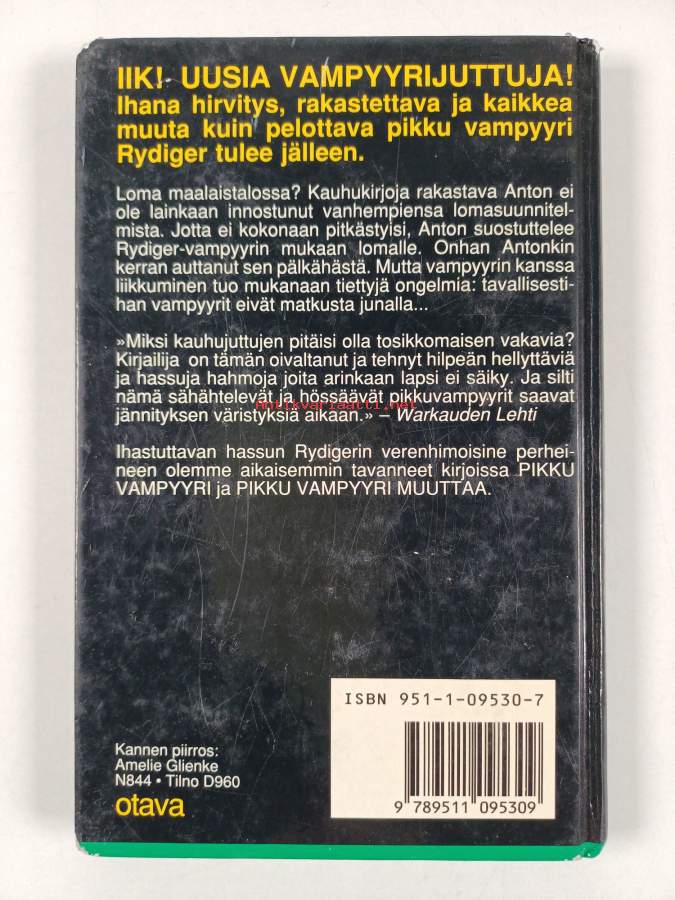 IIK! UUSIA VAMPYYRIJUTTUJA!
Ihana hirvitys, rakastettava ja kaikkea
muuta kuin pelottava pikku vampyyri
Rydiger tulee jälleen.
Loma maalaistalossa? Kauhukirjoja rakastava Anton ei
ole lainkaan innostunut vanhempiensa lomasuunnitel-
mista. Jotta ei kokonaan pitkästyisi, Anton suostuttelee
Rydiger-vampyyrin mukaan lomalle. Onhan Antonkin
kerran auttanut sen pälkähästä. Mutta vampyyrin kanssa
liikkuminen tuo mukanaan tiettyjä ongelmia: tavallisesti-
han vampyyrit eivät matkusta junalla...
»Miksi kauhujuttujen pitäisi olla tosikkomaisen vakavia?
Kirjailija on tämän oivaltanut ja tehnyt hilpeän hellyttäviä
ja hassuja hahmoja joita arinkaan lapsi ei säiky. Ja silti
nämä sähähtelevät ja hössäävät pikkuvampyyrit saavat
Antikvariaatti.net
jännityksen väristyksiä aikaan.» – Warkauden Lehti
Ihastuttavan hassun Rydigerin verenhimoisine perhei-
neen olemme aikaisemmin tavanneet kirjoissa PIKKU
VAMPYYRI ja PIKKU VAMPYYRI MUUTTAA.
ISBN 951-1-09530-7
9 789511 095309
Kannen piirros:
Amelie Glienke
N844 • Tilno D960
otava